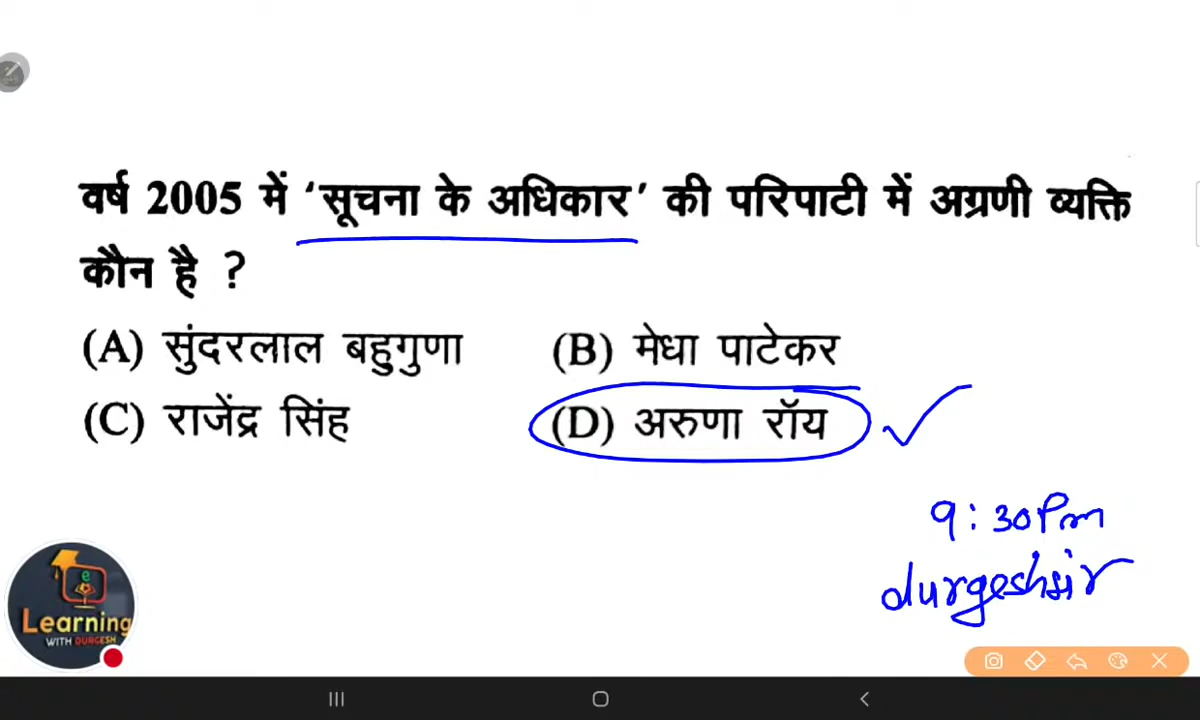 वर्ष 2005 में 'सूचना के अधिकार' की परिपाटी में अग्रणी व्यक्ति
कौन है ?
(A) सुंदरलाल बहुगुणा (B) मेधा पाटेकर
(C) राजेंद्र सिंह (D) अरुणा रॉय
9:30Pm
durgeshsir
e
Learning
WITH DURGESH